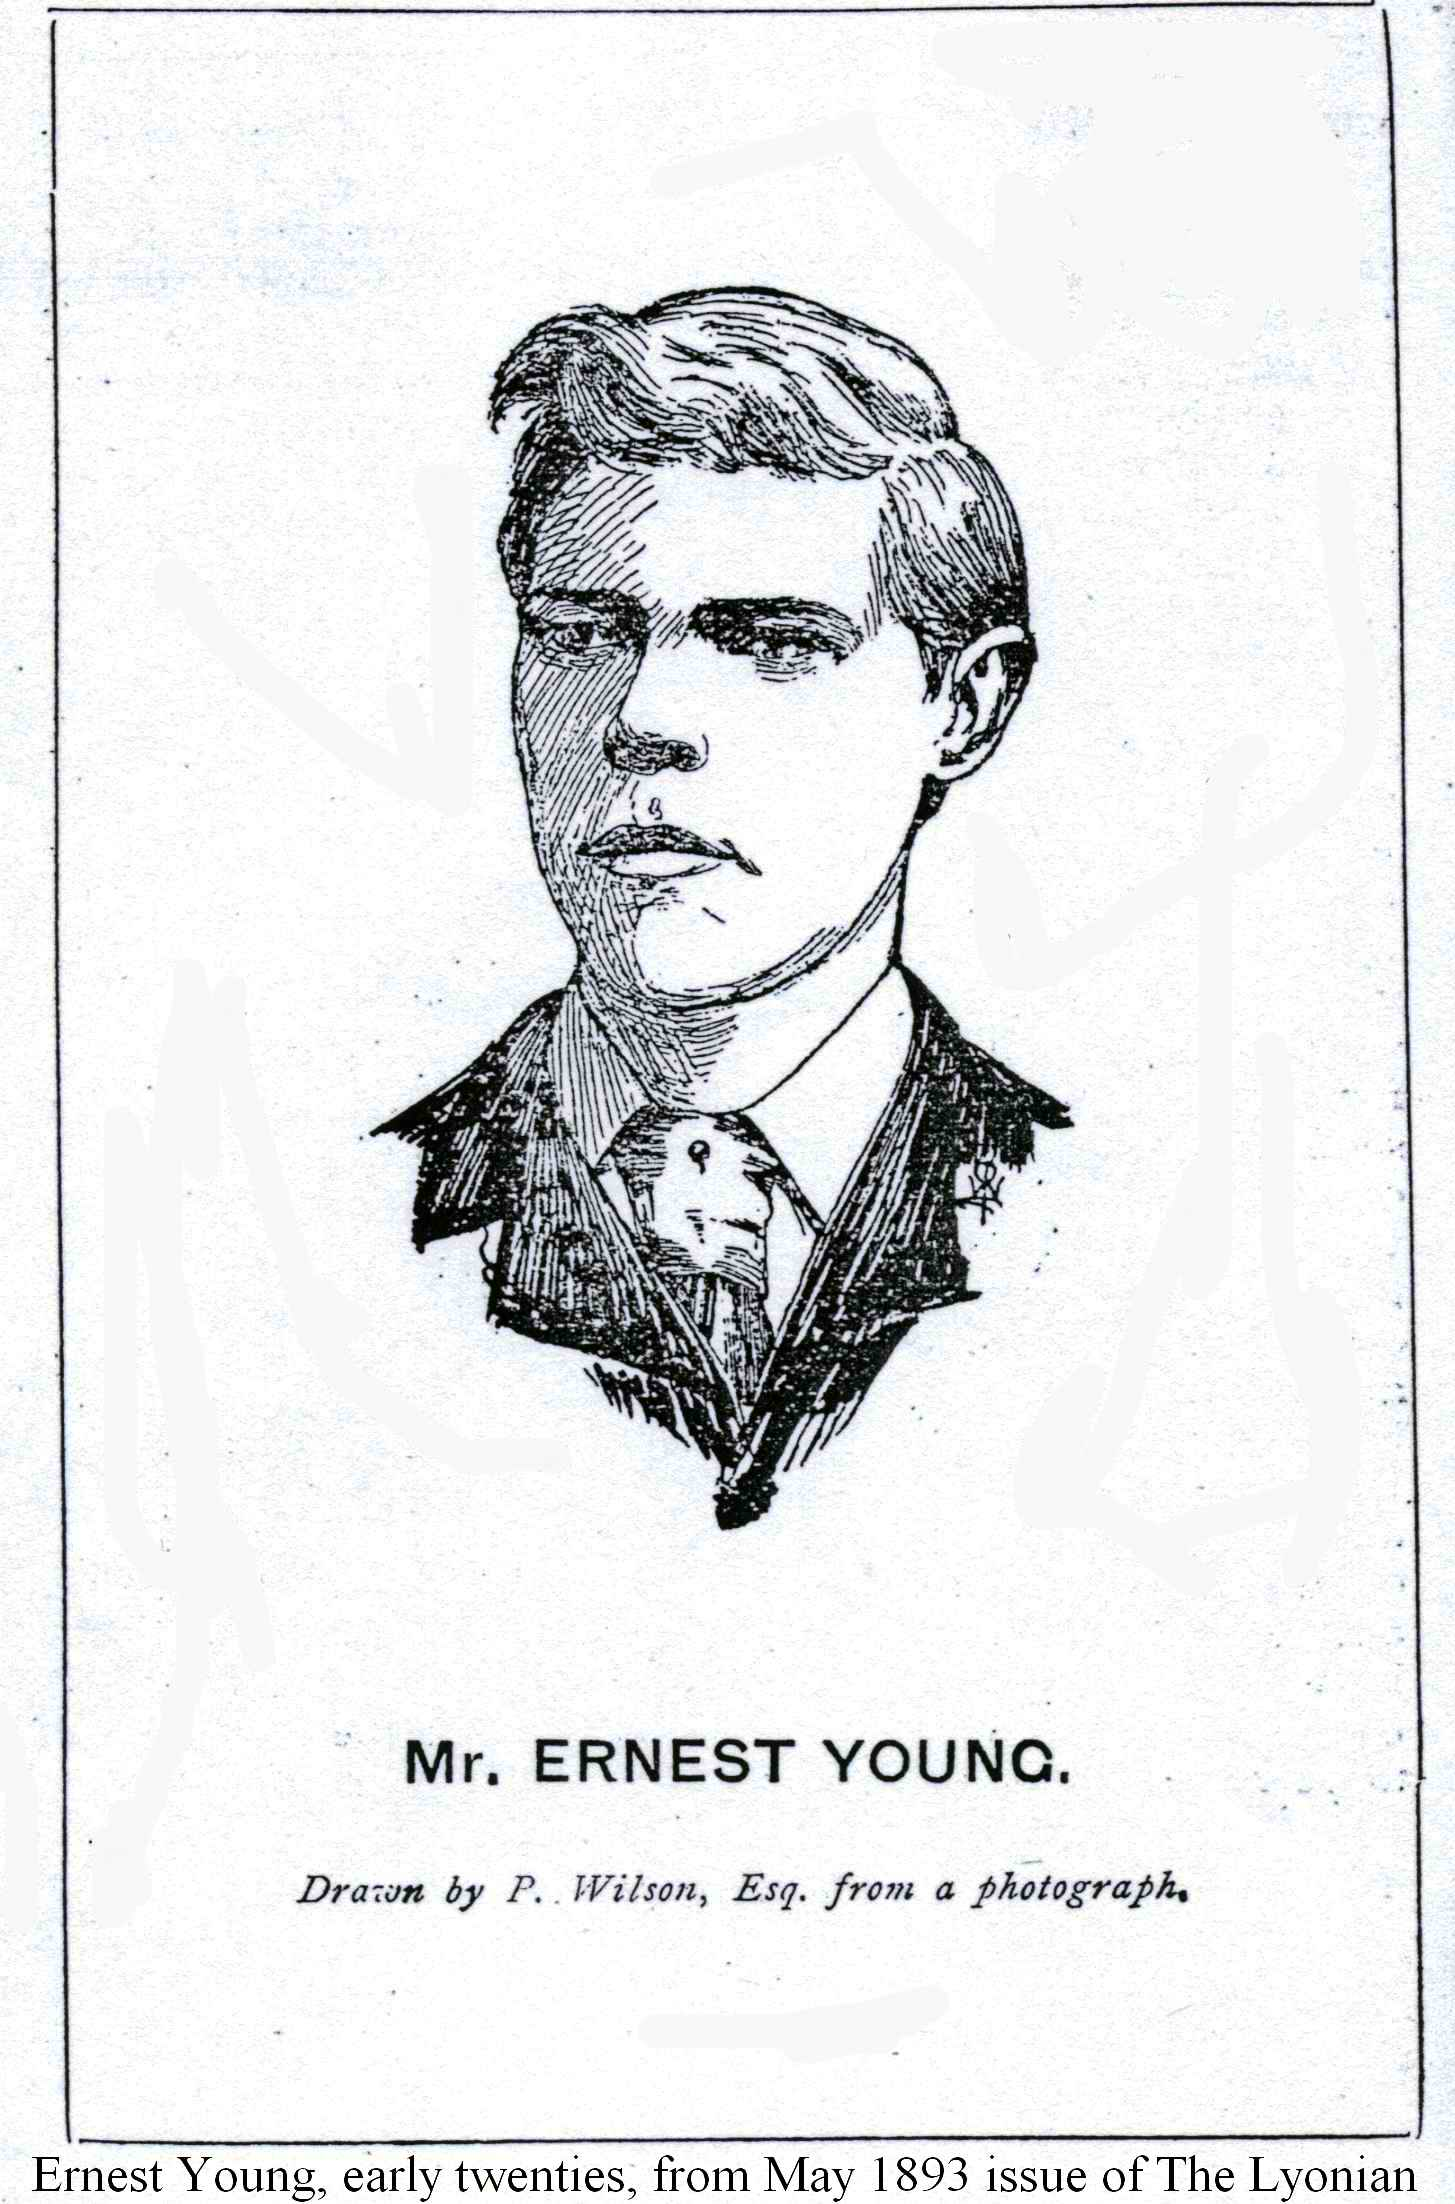 Mr. ERNEST YOUNG.
Drawn by P. Wilson, Esq. from a photograph.
Ernest Young, early twenties, from May 1893 issue of The Lyonian